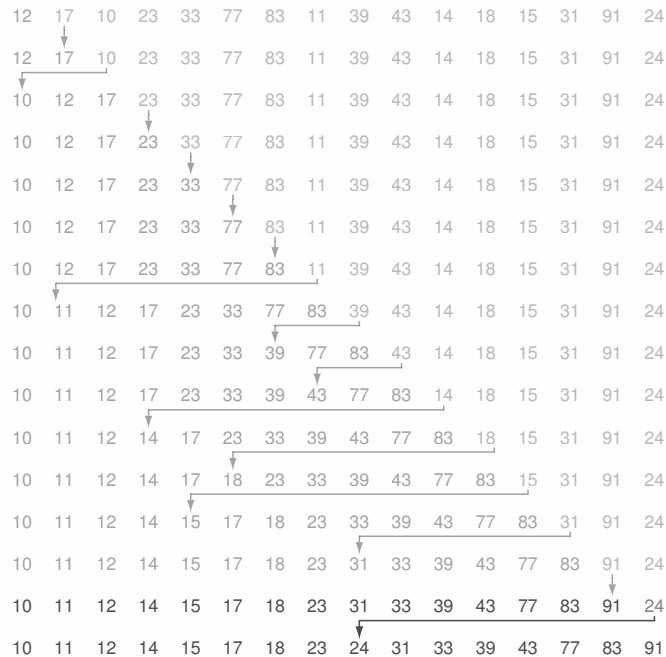 12 17 10 23 33 77 83 11 39 43 14 18 15 31 91 24
12 17 10 23 33 77 83 11 39 43 14 18 15 31 91 24
10 12 17 23 33 77 83 11 39 43 14 18 15 31 91 24
10 12 17 23 33 77 83 11 39 43 14 18 15 31 91 24
10 12 17 23 33 77 83 11 39 43 14 18 15 31 91 24
10 12 17 23 33 77 83 11 39 43 14 18 15 31 91 24
10 12 17 23 33 77 83 11 39 43 14 18 15 31 91 24
10 11 12 17 23 33 77 83 39 43 14 18 15 31 91 24
10 11 12 17 23 33 39 77 83 43 14 18 15 31 91 24
10 11 12 17 23 33 39 43 77 83 14 18 15 31 91 24
10 11 12 14 17 23 33 39 43 77 83 18 15 31 91 24
10 11 12 14 17 18 23 33 39 43 77 83 15 31 91 24
10 11 12 14 15 17 18 23 33 39 43 77 83 31 91 24
10 11 12 14 15 17 18 23 31 33 39 43 77 83 91 24
10 11 12 14 15 17 18 23 31 33 39 43 77 83 91 24
10 11 12 14 15 17 18 23 24 31 33 39 43 77 83 91